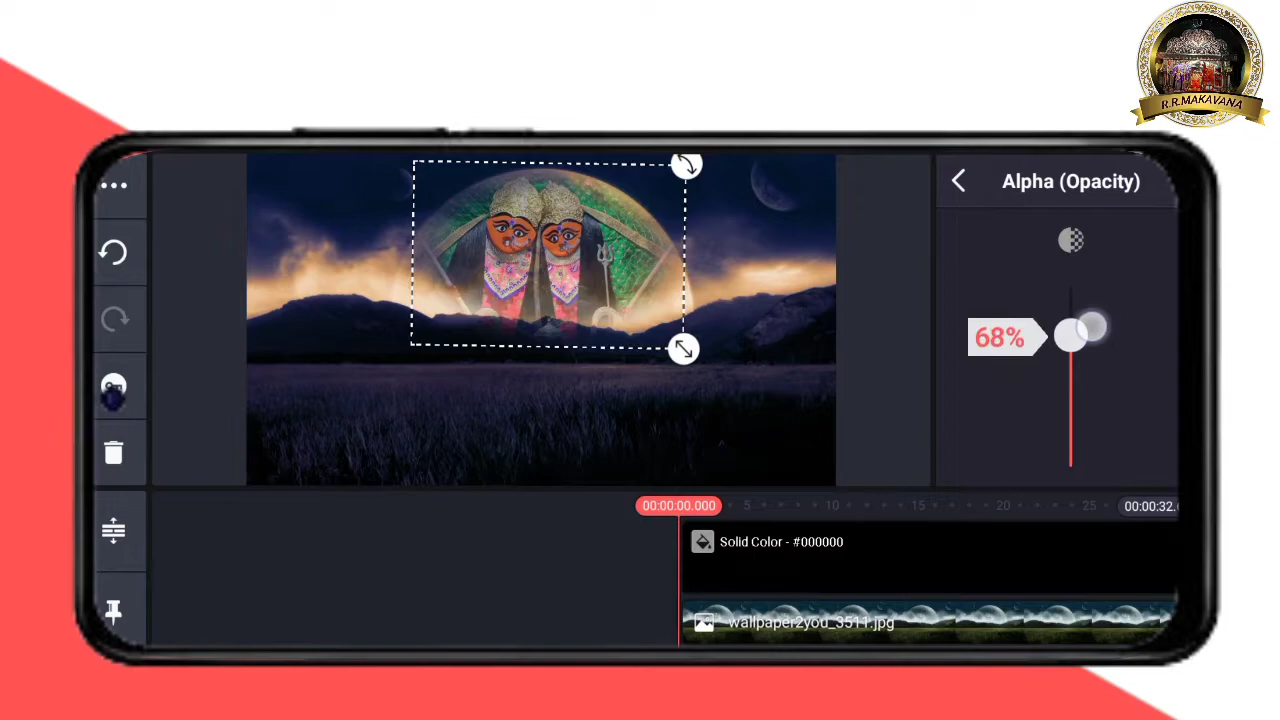 R.R.MAKAVANA
Alpha (Opacity)
68%
00:00:00.000
5
10
15
20
25
00:00:32.
Solid Color - #000000
wallpaper2you_3511.jpg